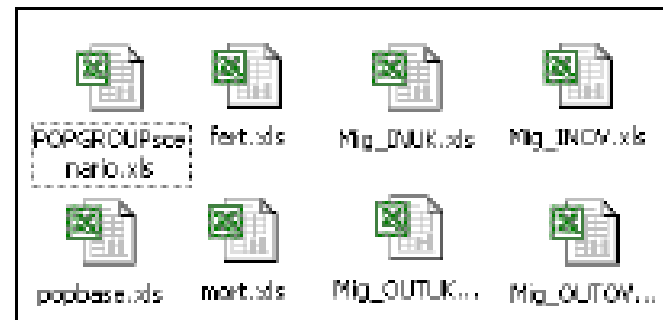 POPGROUPsce
nario.xls
fert.xls
Mig_INUK.xls
Mig_INOV.xls
popbase.xls
mort.xls
Mig_OUTUK...
Mig_OUTOV...